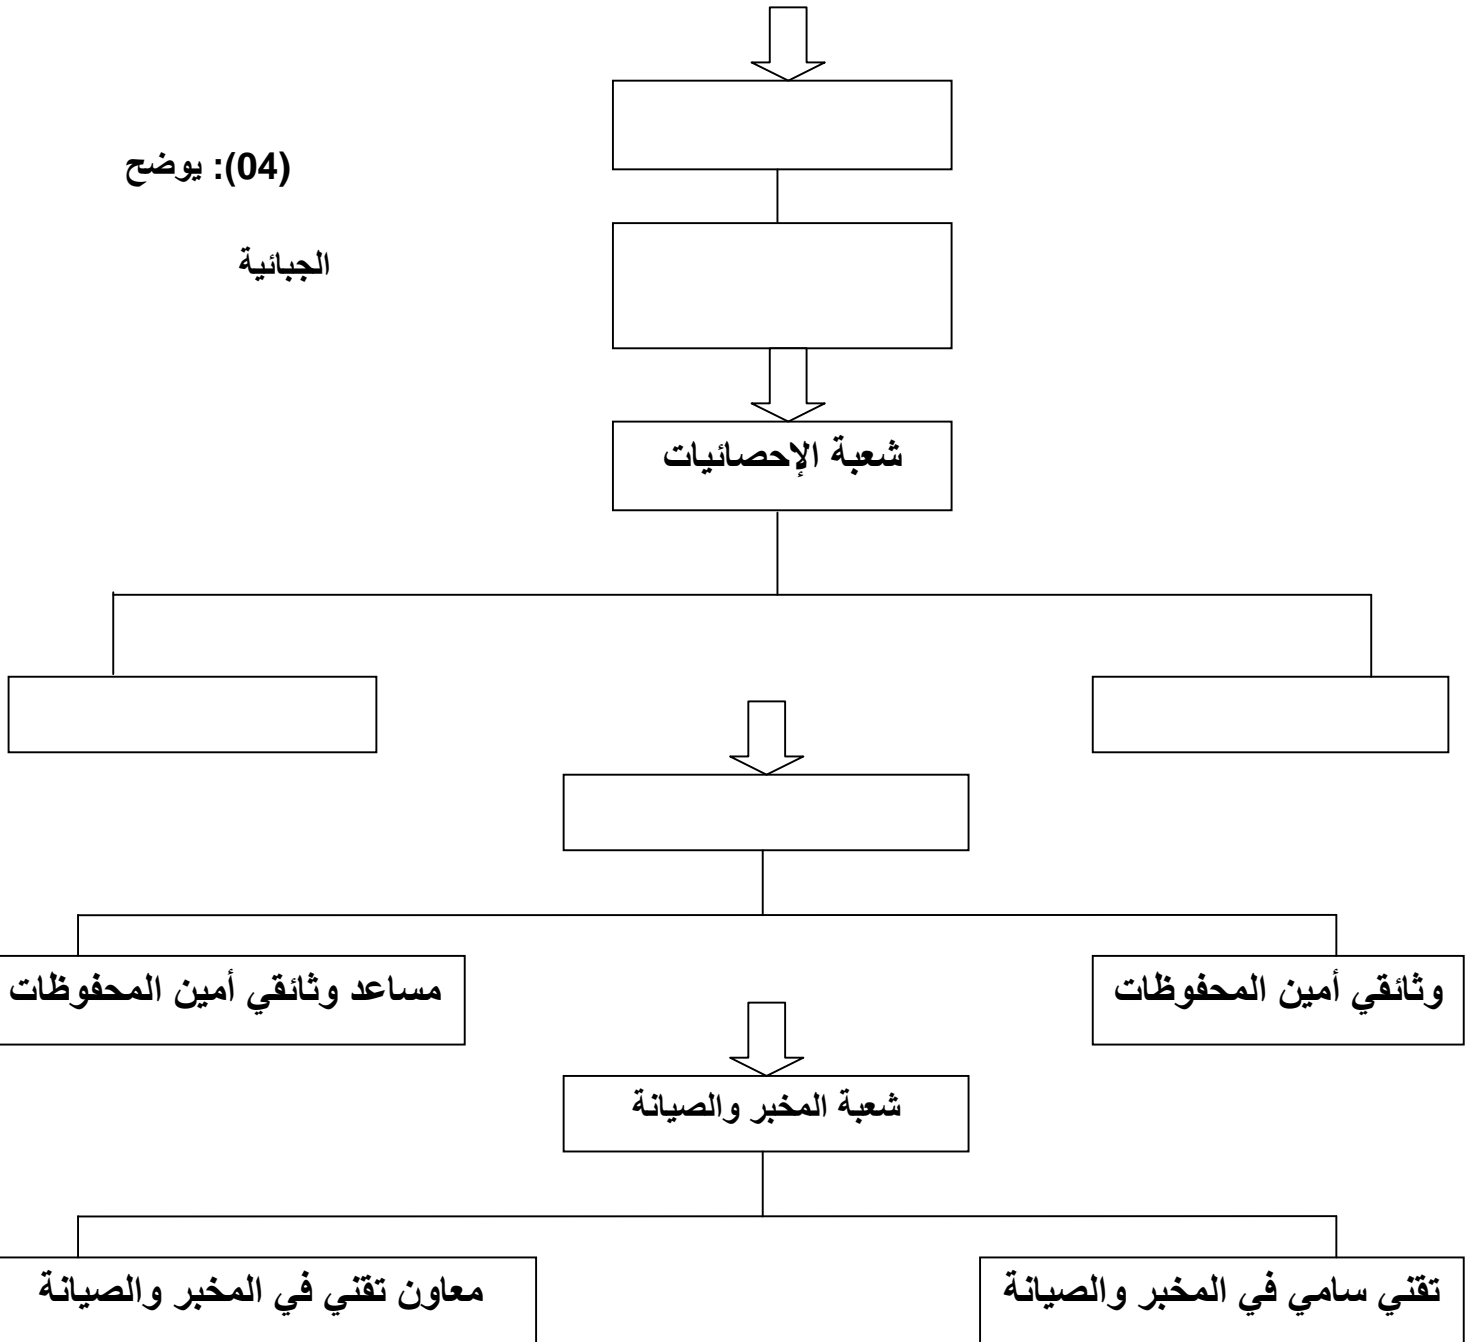 (04): يوضح
الجبائية
شعبة الإحصائيات
وثائقي أمين المحفوظات
مساعد وثائقي أمين المحفوظات
شعبة المخبر والصيانة
تقني سامي في المخبر والصيانة
معاون تقني في المخبر والصيانة